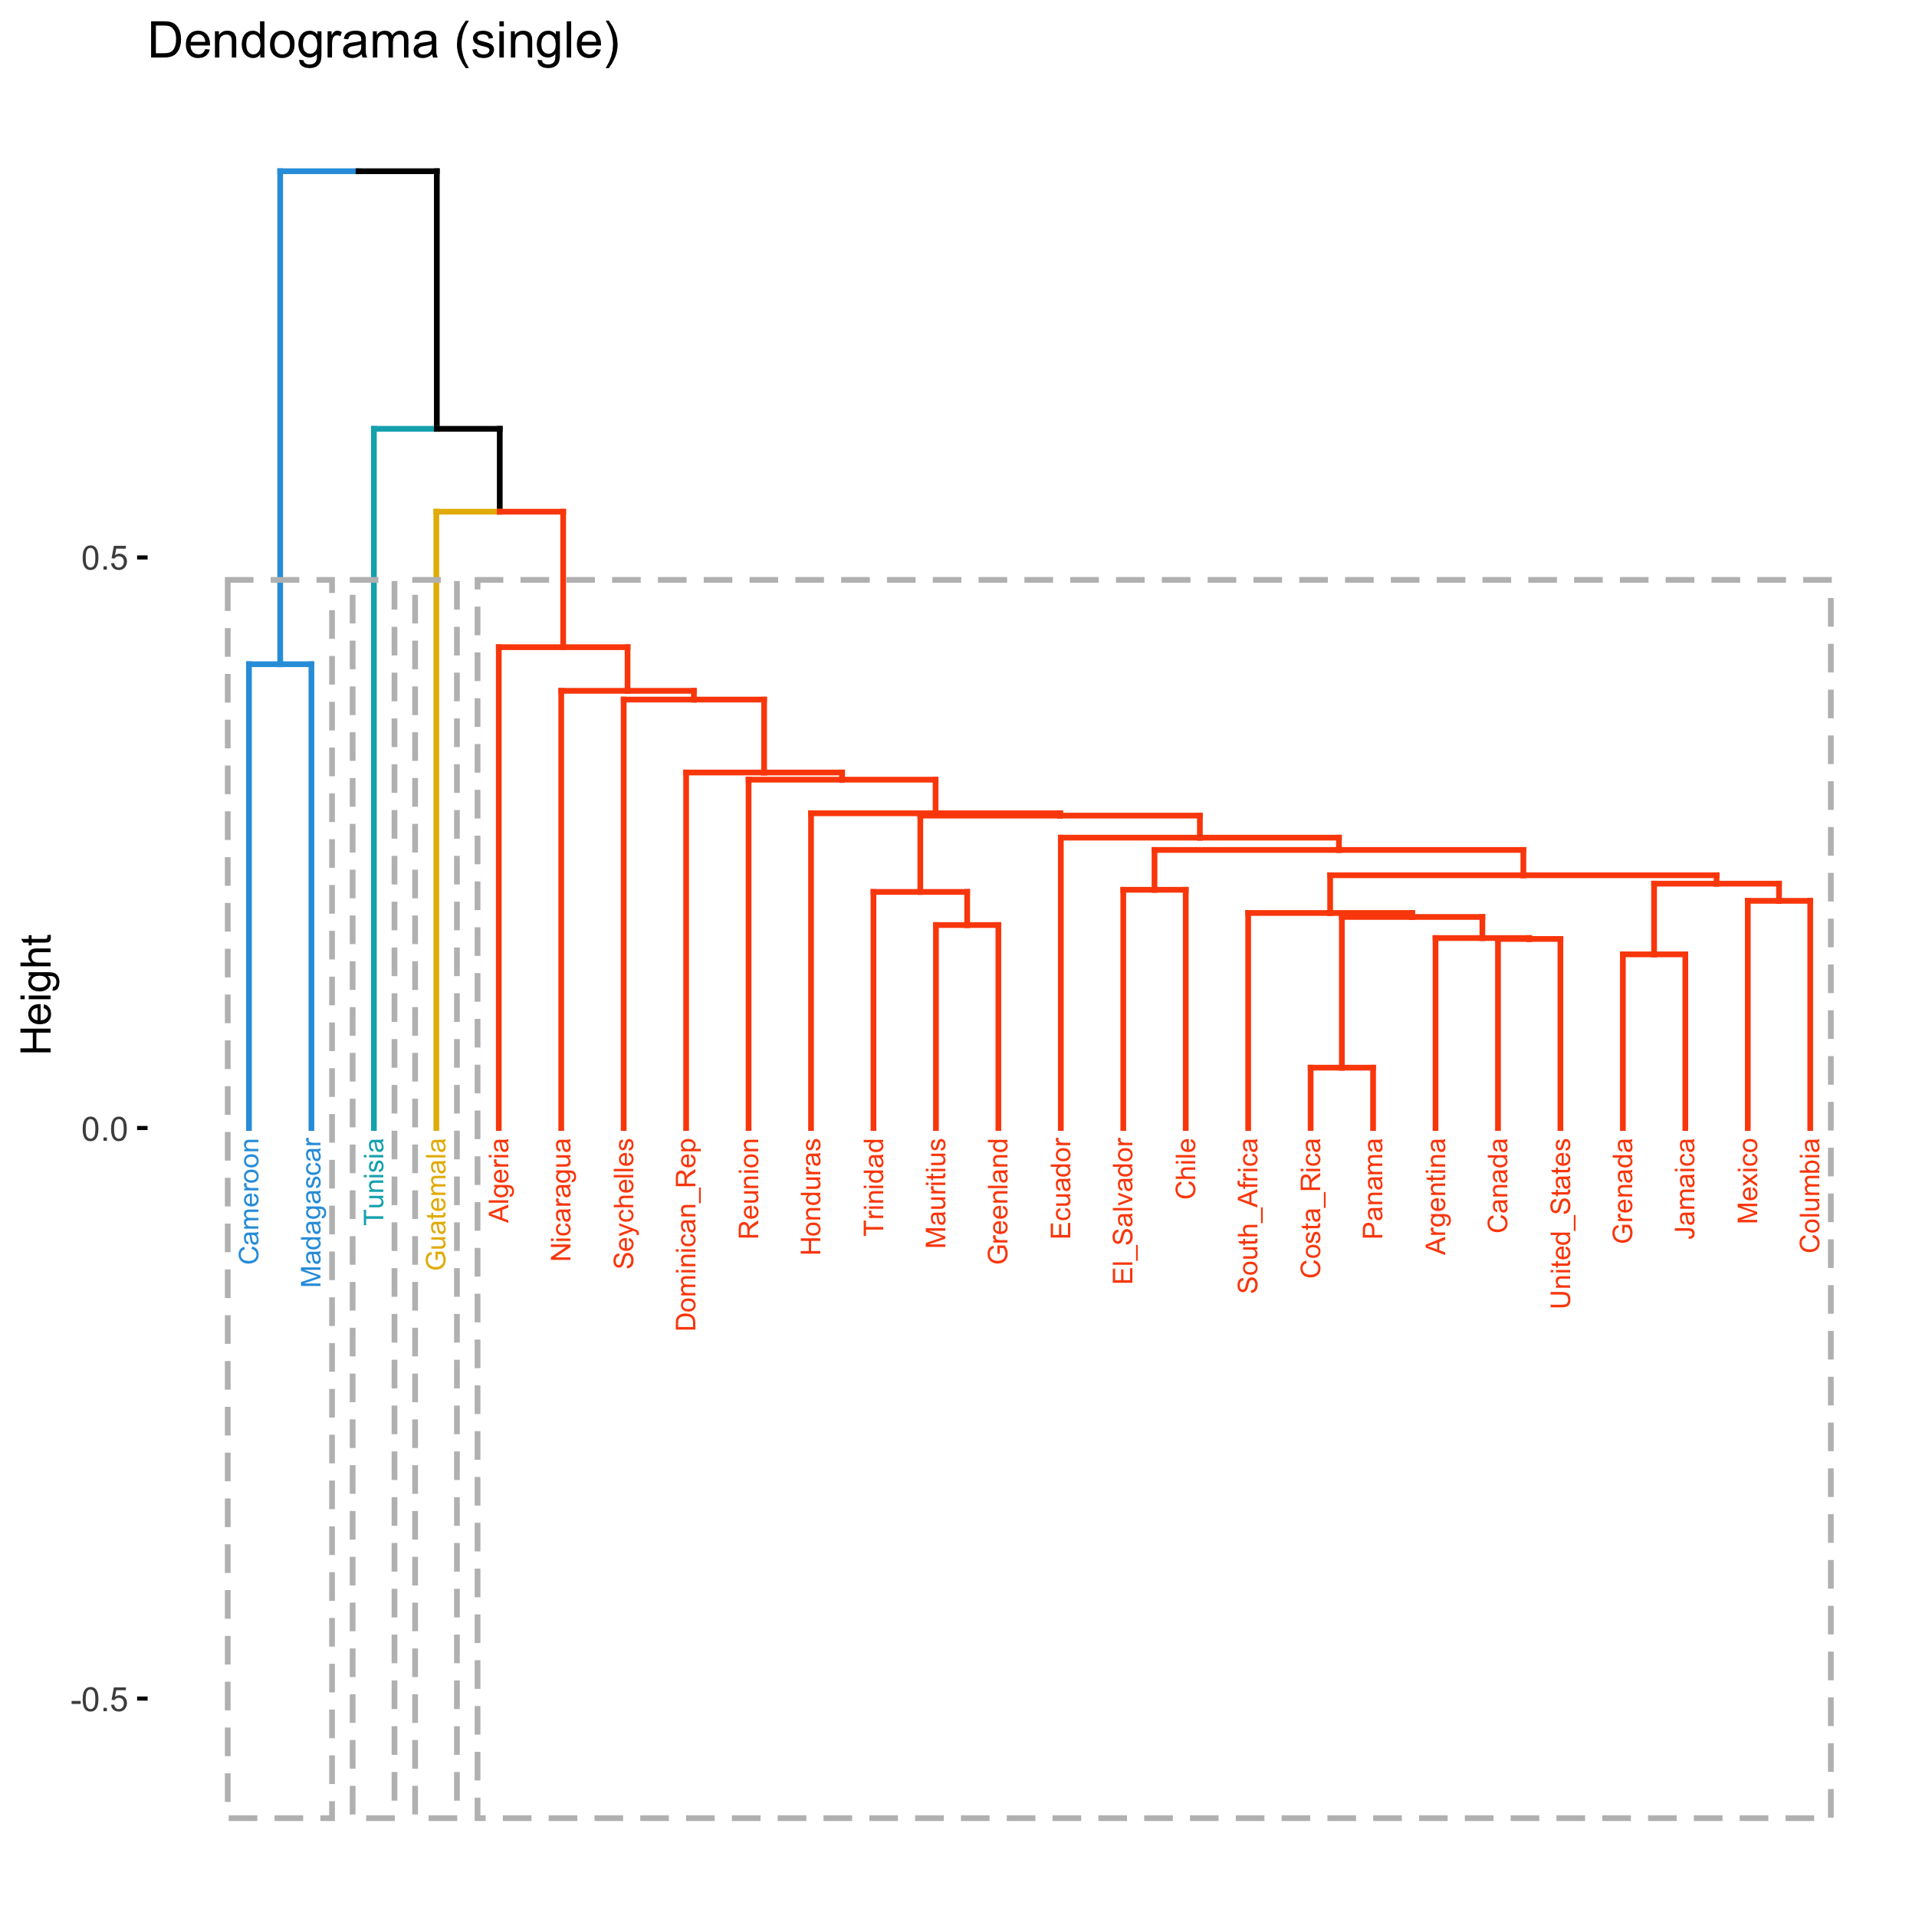 Dendograma (single)
Height
0.5
0.0
-0.5
Cameroon
Madagascar
Tunisia
Guatemala
Algeria
Nicaragua
Seychelles
Dominican_Rep
Reunion
Honduras
Trinidad
Mauritius
Greenland
Ecuador
El_Salvador
Chile
South_Africa
Costa_Rica
Panama
Argentina
Canada
United_States
Grenada
Jamaica
Mexico
Columbia